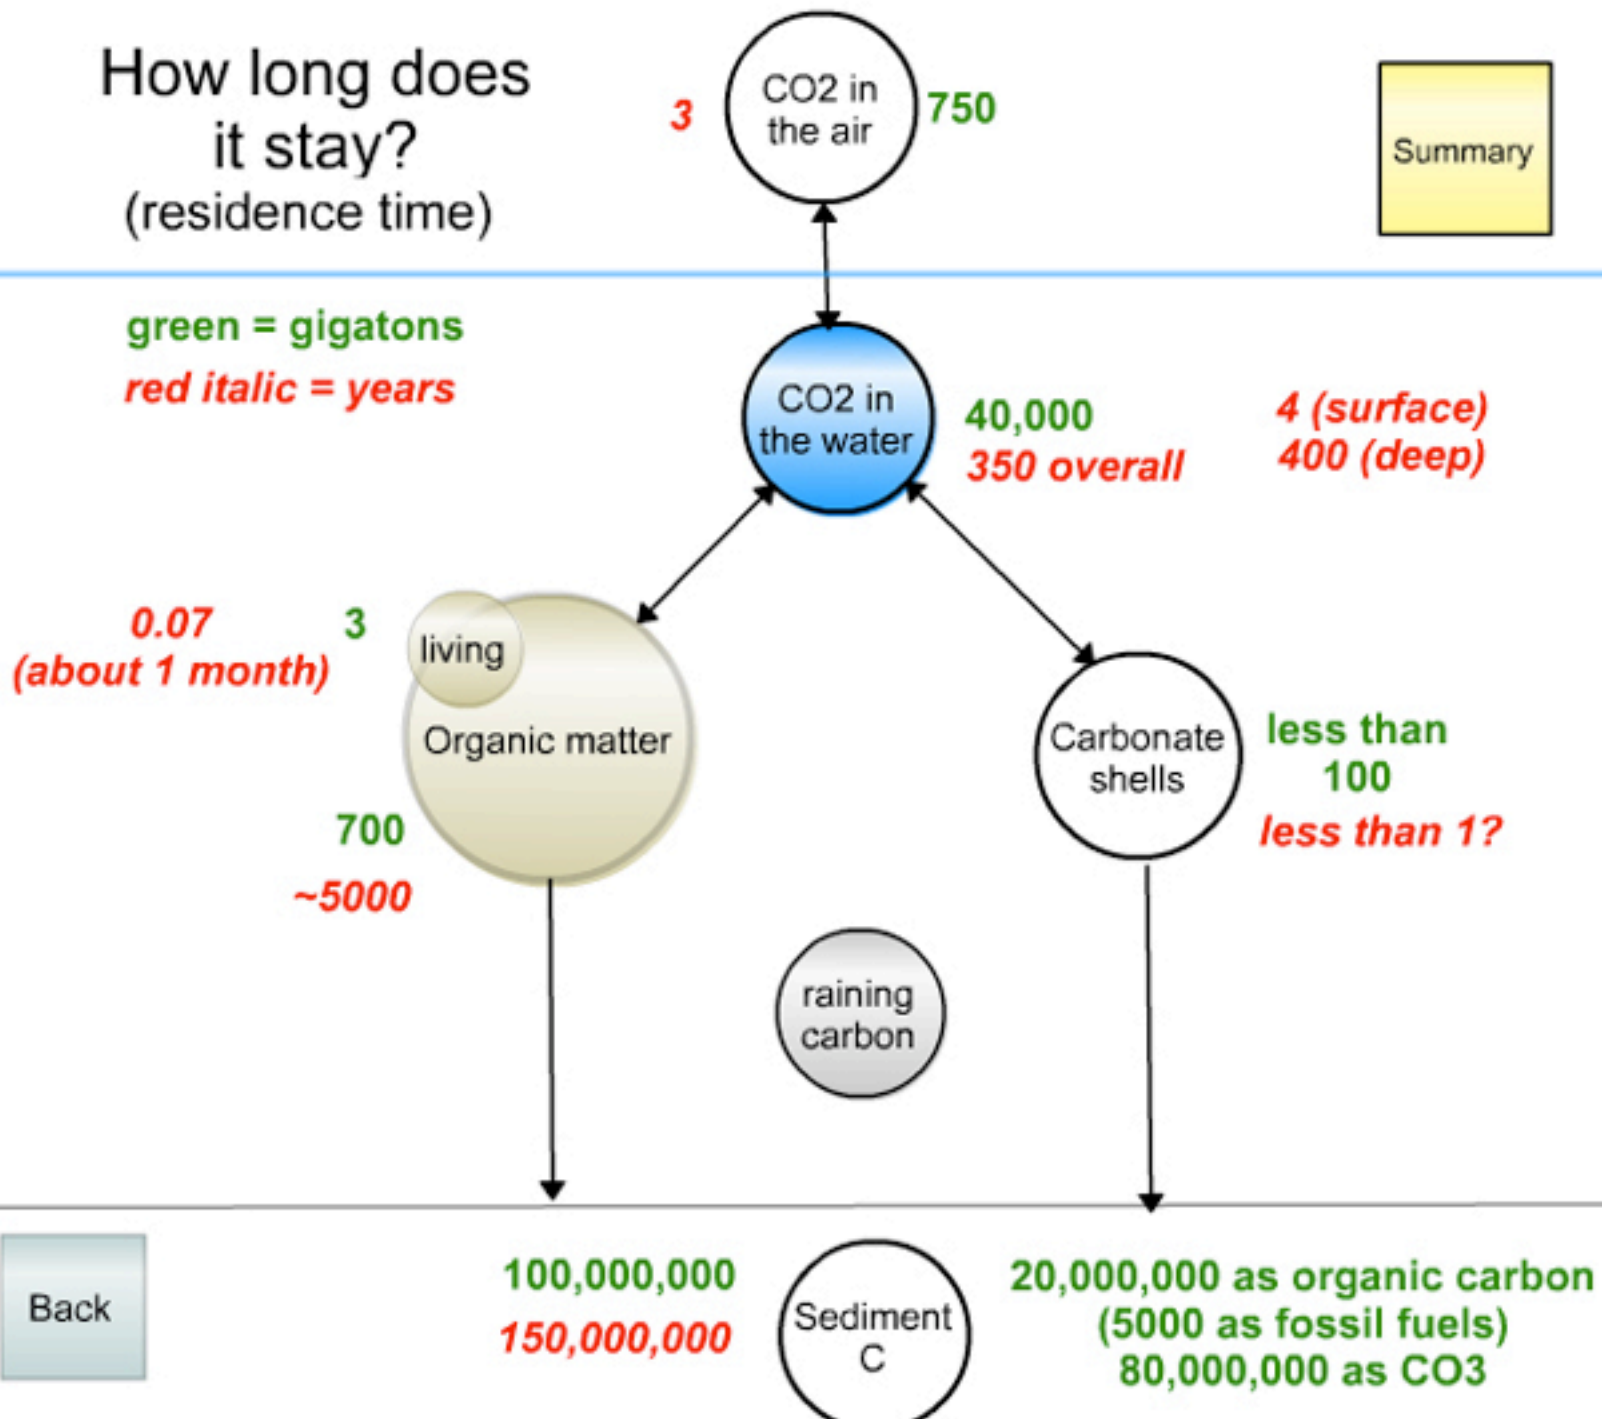 How long does
it stay?
(residence time)
3
CO2 in
the air
750
Summary
green = gigatons
red italic = years
CO2 in
the water
40,000
350 overall
4 (surface)
400 (deep)
0.07
(about 1 month)
3
living
Organic matter
700
~5000
Carbonate
shells
less than
100
less than 1?
raining
carbon
Back
100,000,000
150,000,000
Sediment
C
20,000,000 as organic carbon
(5000 as fossil fuels)
80,000,000 as CO3